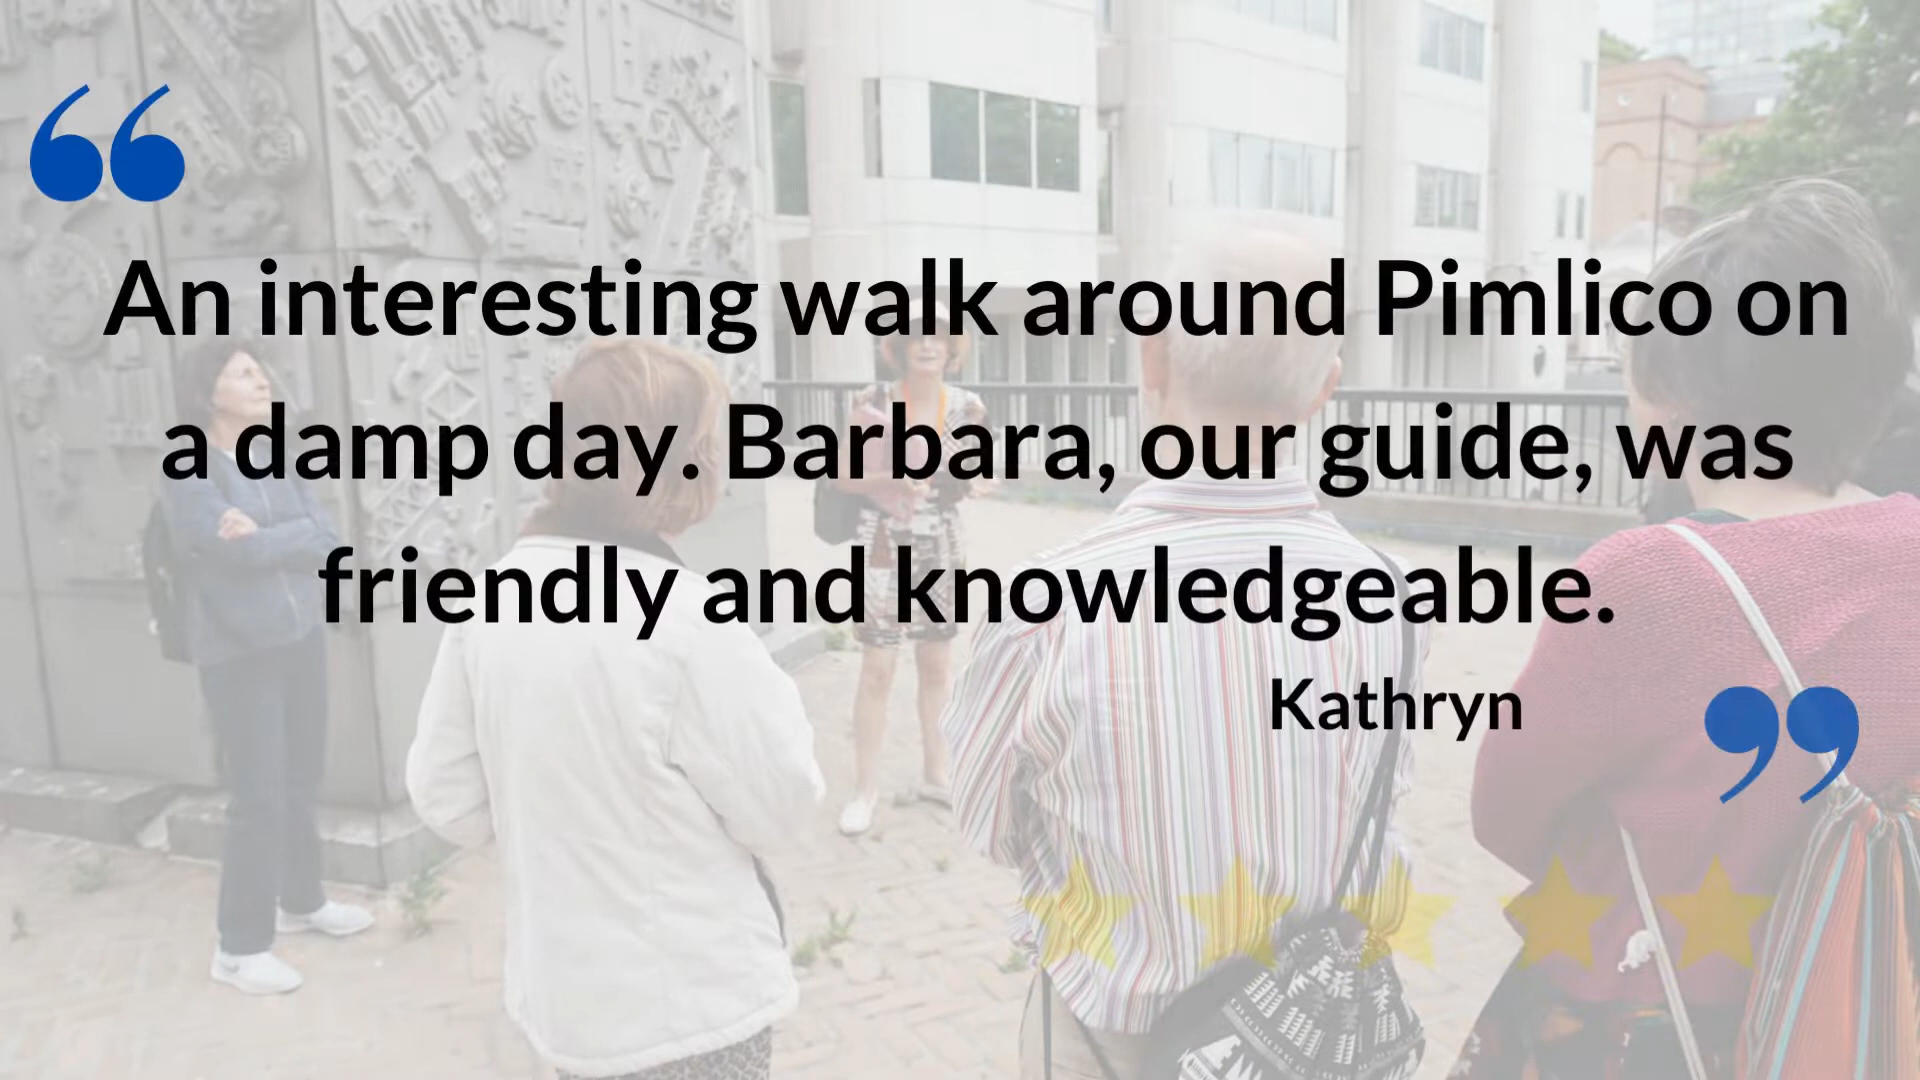 “
An interesting walk around Pimlico on
a damp day. Barbara, our guide, was
friendly and knowledgeable.
Kathryn
”